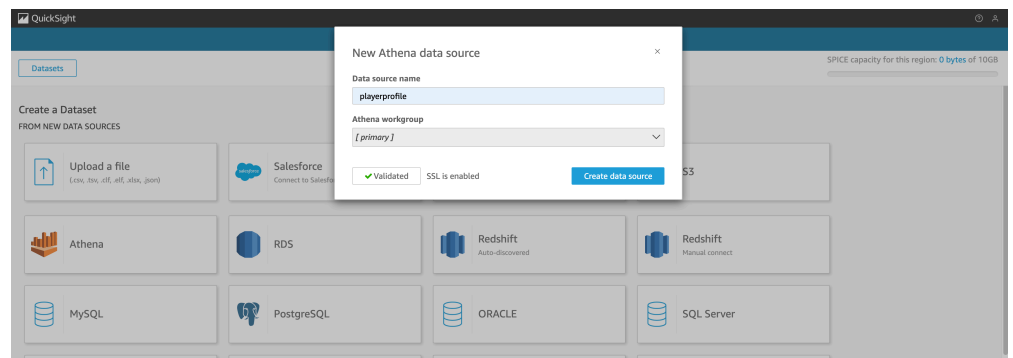 QuickSight
New Athena data source
×
SPICE capacity for this region: 0 bytes of 10GB
Datasets
Data source name
playerprofile
Create a Dataset
FROM NEW DATA SOURCES
Athena workgroup
[ primary ]
Validated
SSL is enabled
Create data source
Upload a file
(.csv, .tsv, .clf, .elf, .xlsx, .json)
Salesforce
Connect to Salesfo
S3
Athena
RDS
Redshift
Auto-discovered
Redshift
Manual connect
MySQL
PostgreSQL
ORACLE
SQL Server